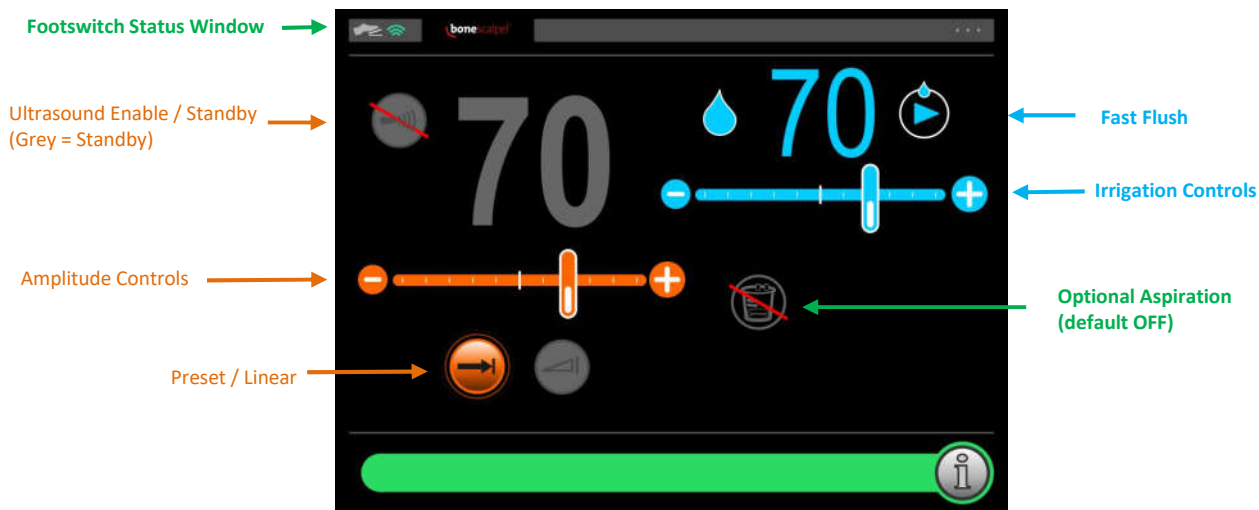 Footswitch Status Window
bonescalpel
Ultrasound Enable / Standby
(Grey = Standby)
70
70
Fast Flush
Irrigation Controls
Amplitude Controls
Optional Aspiration
(default OFF)
Preset / Linear
i